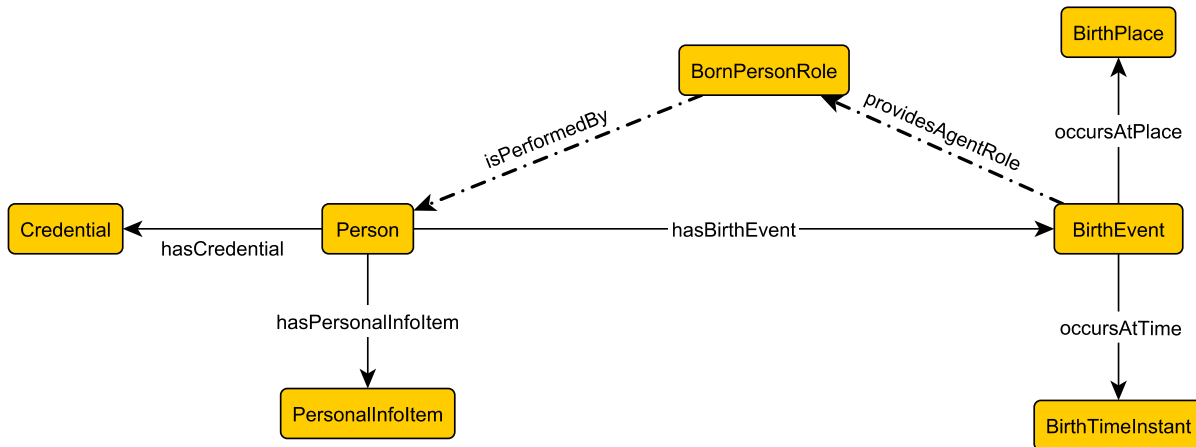 BirthPlace
BornPersonRole
providesAgentRole
isPerformedBy
occursAtPlace
Credential
Person
hasBirthEvent
BirthEvent
hasCredential
hasPersonalInfoItem
occursAtTime
PersonalInfoItem
BirthTimeInstant